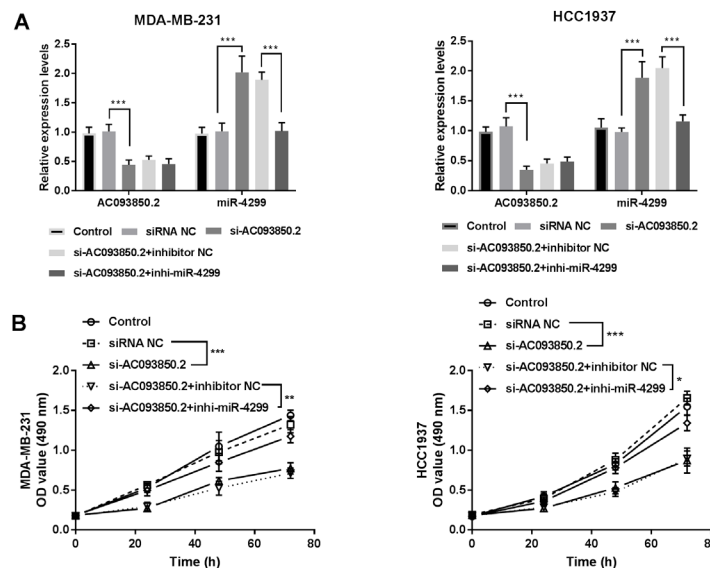 A
MDA-MB-231
Relative expression levels
2.5
2.0
1.5
1.0
0.5
0.0
*** *** ***
AC093850.2 miR-4299
Control siRNA NC si-AC093850.2
si-AC093850.2+inhibitor NC
si-AC093850.2+inhi-miR-4299
HCC1937
Relative expression levels
2.5
2.0
1.5
1.0
0.5
0.0
*** *** ***
AC093850.2 miR-4299
Control siRNA NC si-AC093850.2
si-AC093850.2+inhibitor NC
si-AC093850.2+inhi-miR-4299
B
Control
siRNA NC
si-AC093850.2
si-AC093850.2+inhibitor NC
si-AC093850.2+inhi-miR-4299
***
**
MDA-MB-231
OD value (490 nm)
2.0
1.5
1.0
0.5
0.0
0 20 40 60 80
Time (h)
Control
siRNA NC
si-AC093850.2
si-AC093850.2+inhibitor NC
si-AC093850.2+inhi-miR-4299
***
*
HCC1937
OD value (490 nm)
2.0
1.5
1.0
0.5
0.0
0 20 40 60 80
Time (h)